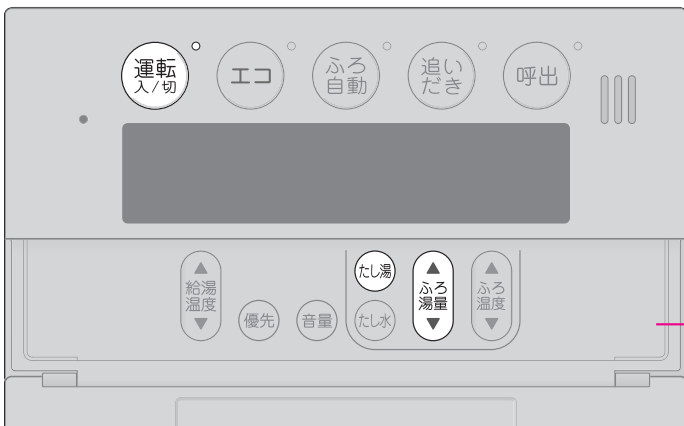 運転
入/切
エコ
ふろ
自動
追い
だき
呼出
給湯
温度
優先
音量
たし湯
たし水
ふろ
湯量
ふろ
温度